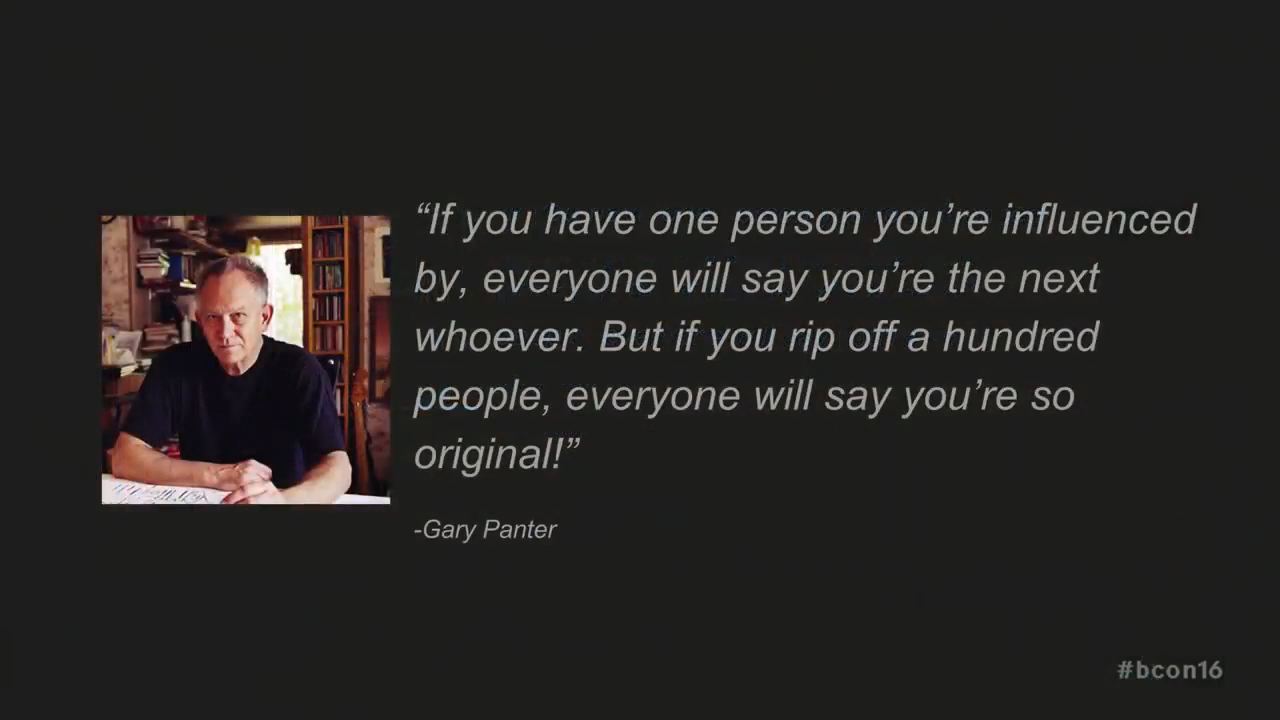 “If you have one person you’re influenced
by, everyone will say you’re the next
whoever. But if you rip off a hundred
people, everyone will say you’re so
original!”
-Gary Panter
#bcon16